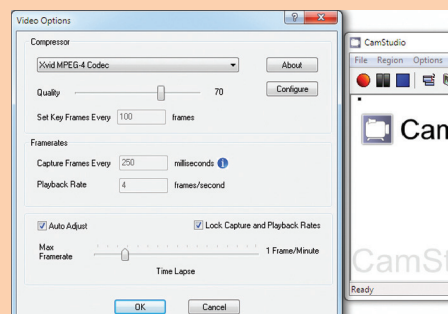 Video Options
Compressor
Xvid MPEG-4 Codec
About
Quality
70
Configure
Set Key Frames Every 100 frames
Framerates
Capture Frames Every 250 milliseconds
Playback Rate 4 frames/second
Auto Adjust
Lock Capture and Playback Rates
Max
Framerate
1 Frame/Minute
Time Lapse
OK
Cancel
CamStudio
File Region Options
Cam
CamSt
Ready